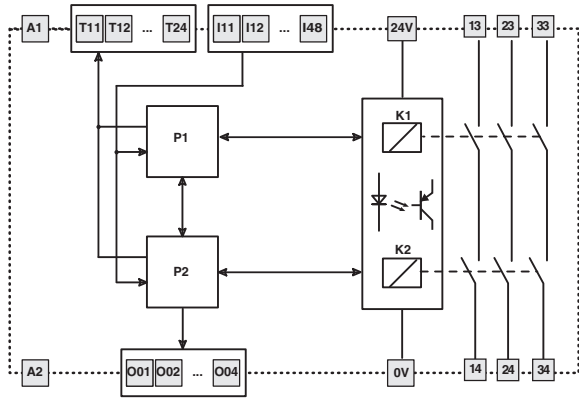 A1 T11 T12 ... T24 I11 I12 ... I48 24V 13 23 33
P1 K1
P2 K2
A2 O01 O02 ... O04 0V 14 24 34